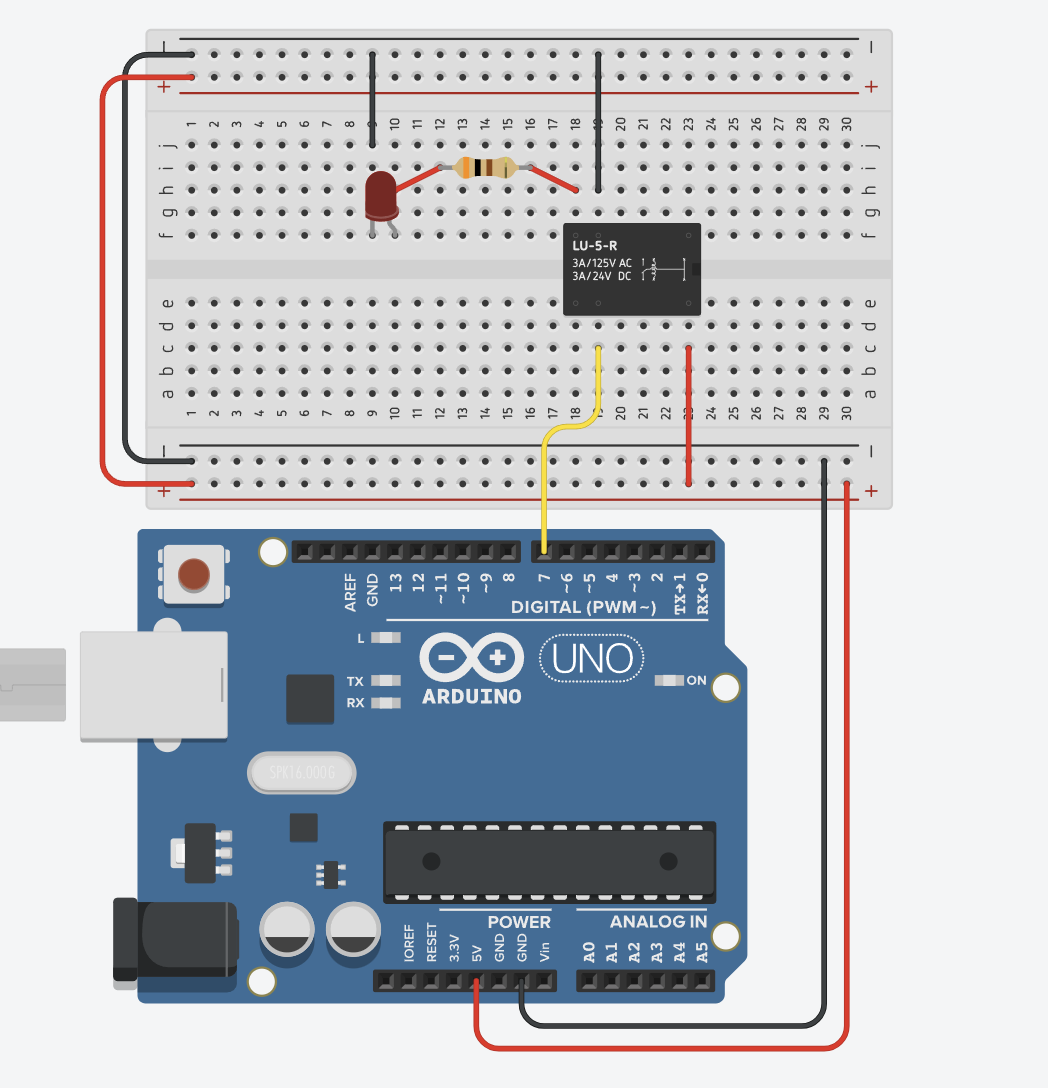 − −
+ +
1 2 3 4 5 6 7 8 9 10 11 12 13 14 15 16 17 18 19 20 21 22 23 24 25 26 27 28 29 30
j j
i i
h h
g g
f f
LU-5-R
3A/125V AC
3A/24V DC
e e
d d
c c
b b
a a
1 2 3 4 5 6 7 8 9 10 11 12 13 14 15 16 17 18 19 20 21 22 23 24 25 26 27 28 29 30
− −
+ +
AREF GND 13 12 ~11 ~10 ~9 8 7 ~6 ~5 4 ~3 2 TX→1 RX←0
DIGITAL (PWM~)
L
UNO
TX
ON
RX
ARDUINO
SPK16.000G
POWER ANALOG IN
IOREF RESET 3.3V 5V GND GND Vin A0 A1 A2 A3 A4 A5